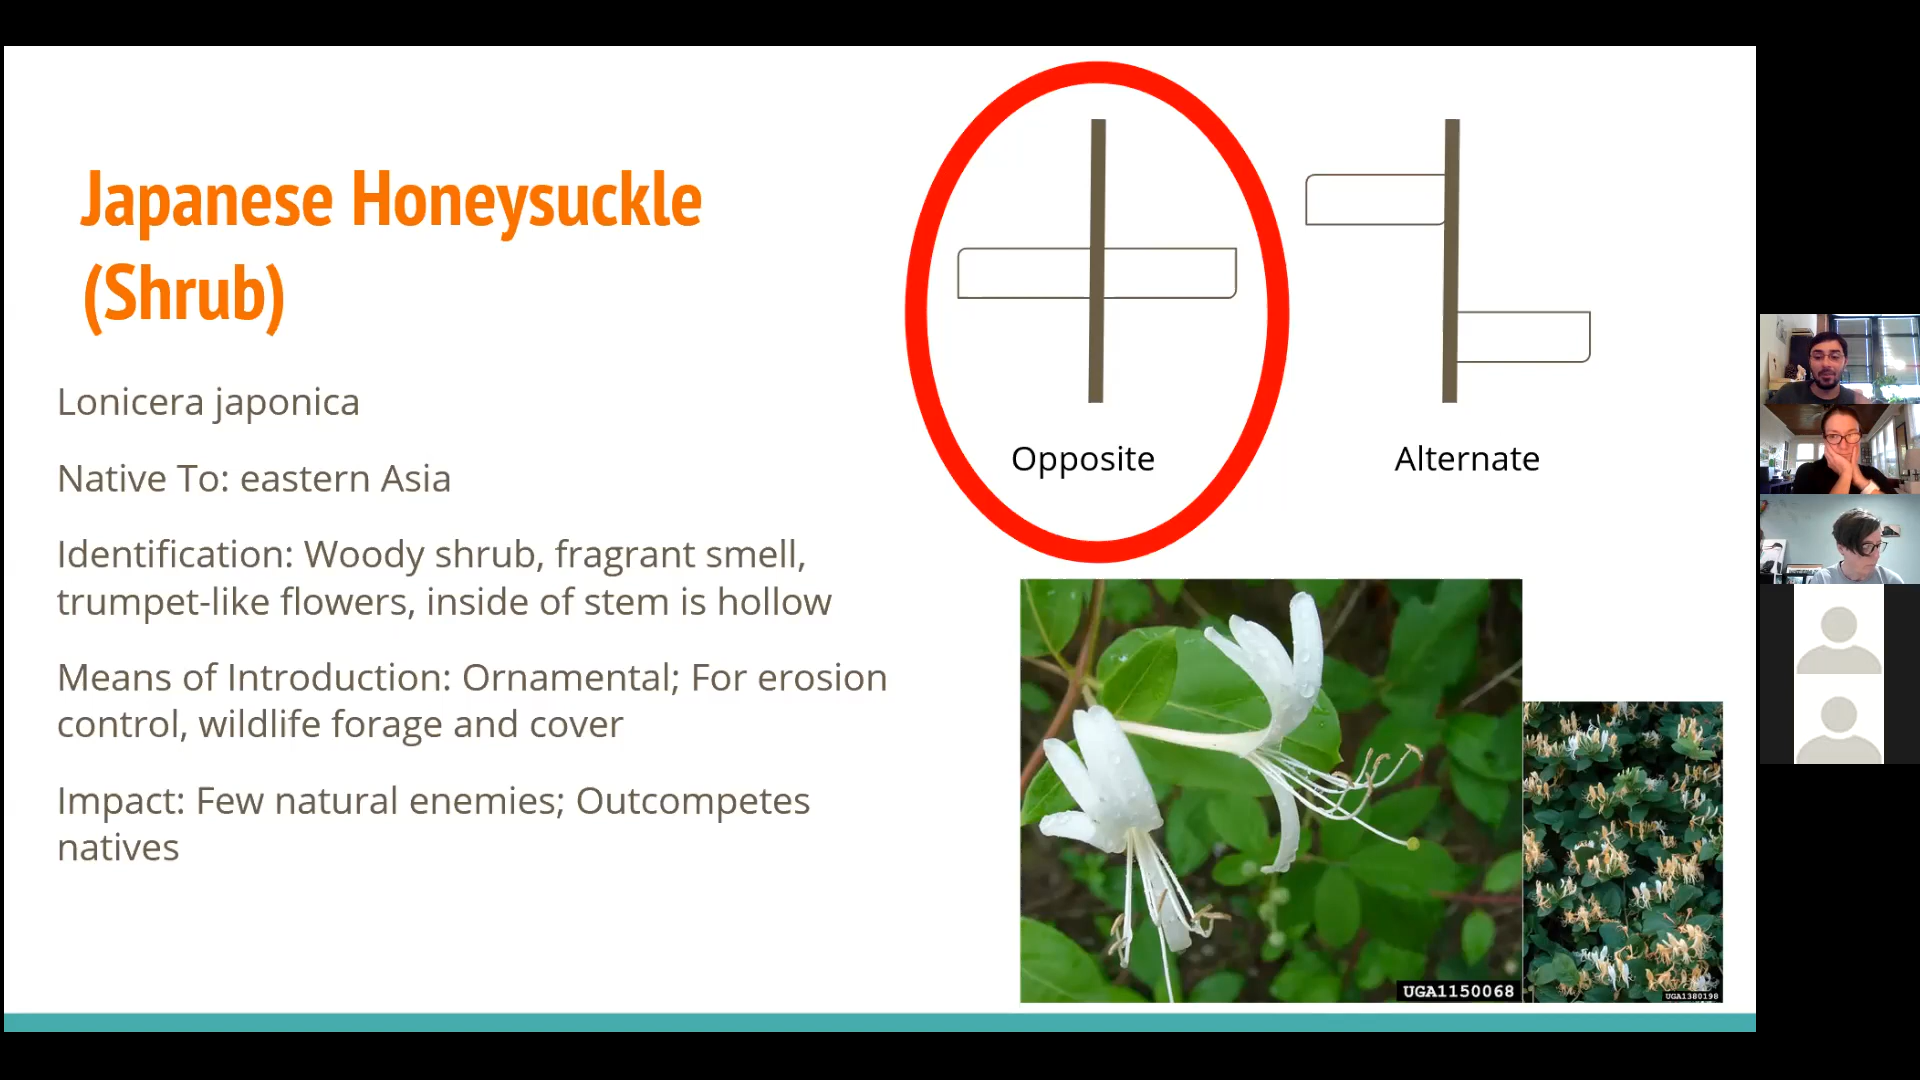 Japanese Honeysuckle
(Shrub)
Lonicera japonica
Native To: eastern Asia
Identification: Woody shrub, fragrant smell,
trumpet-like flowers, inside of stem is hollow
Means of Introduction: Ornamental; For erosion
control, wildlife forage and cover
Impact: Few natural enemies; Outcompetes
natives
Opposite
Alternate
UGA1150068
UGA1380198